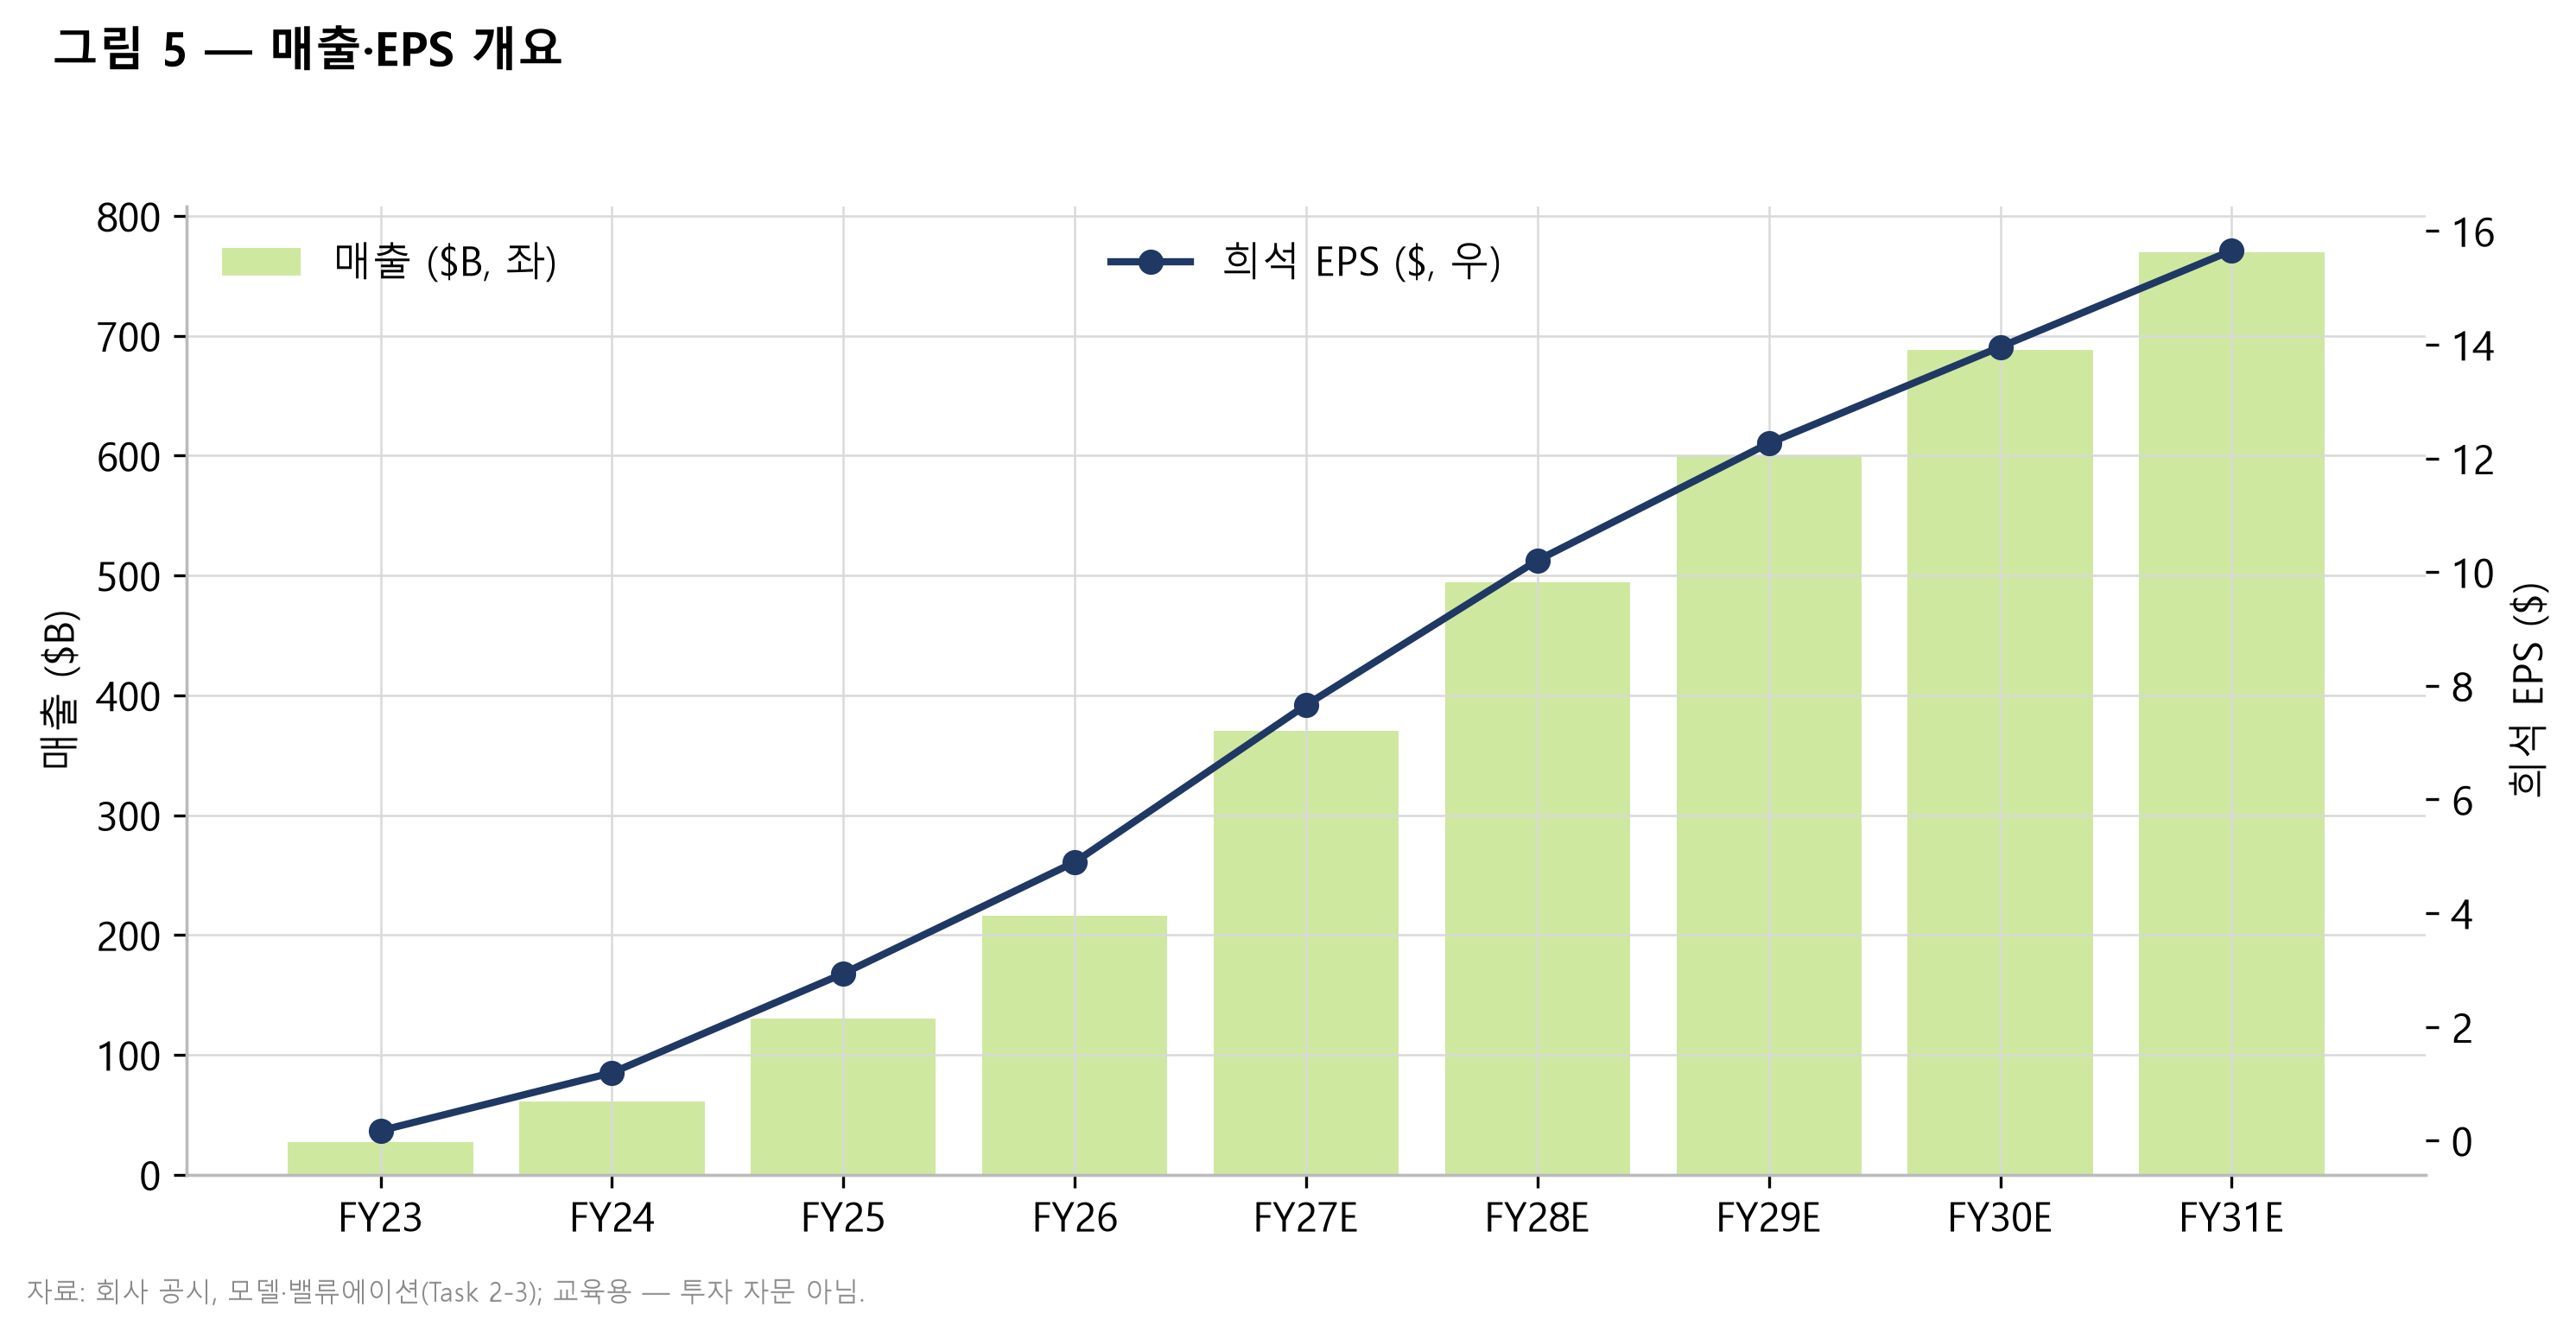 그림 5 — 매출·EPS 개요
매출 ($B, 좌)
희석 EPS ($, 우)
매출 ($B)
800
700
600
500
400
300
200
100
0
16
14
12
10
8
6
4
2
0
희석 EPS ($)
FY23 FY24 FY25 FY26 FY27E FY28E FY29E FY30E FY31E
자료: 회사 공시, 모델·밸류에이션(Task 2-3); 교육용 — 투자 자문 아님.